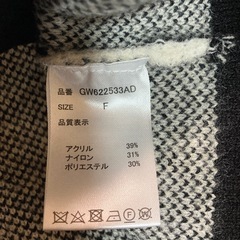 品番 GW622533AD
SIZE F
品質表示
アクリル 39%
ナイロン 31%
ポリエステル 30%